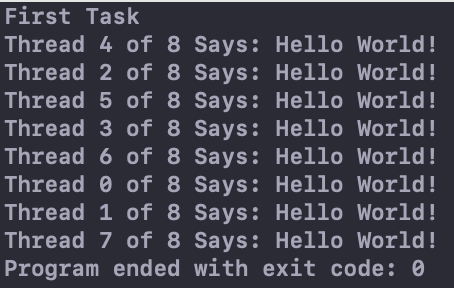 First Task
Thread 4 of 8 Says: Hello World!
Thread 2 of 8 Says: Hello World!
Thread 5 of 8 Says: Hello World!
Thread 3 of 8 Says: Hello World!
Thread 6 of 8 Says: Hello World!
Thread 0 of 8 Says: Hello World!
Thread 1 of 8 Says: Hello World!
Thread 7 of 8 Says: Hello World!
Program ended with exit code: 0